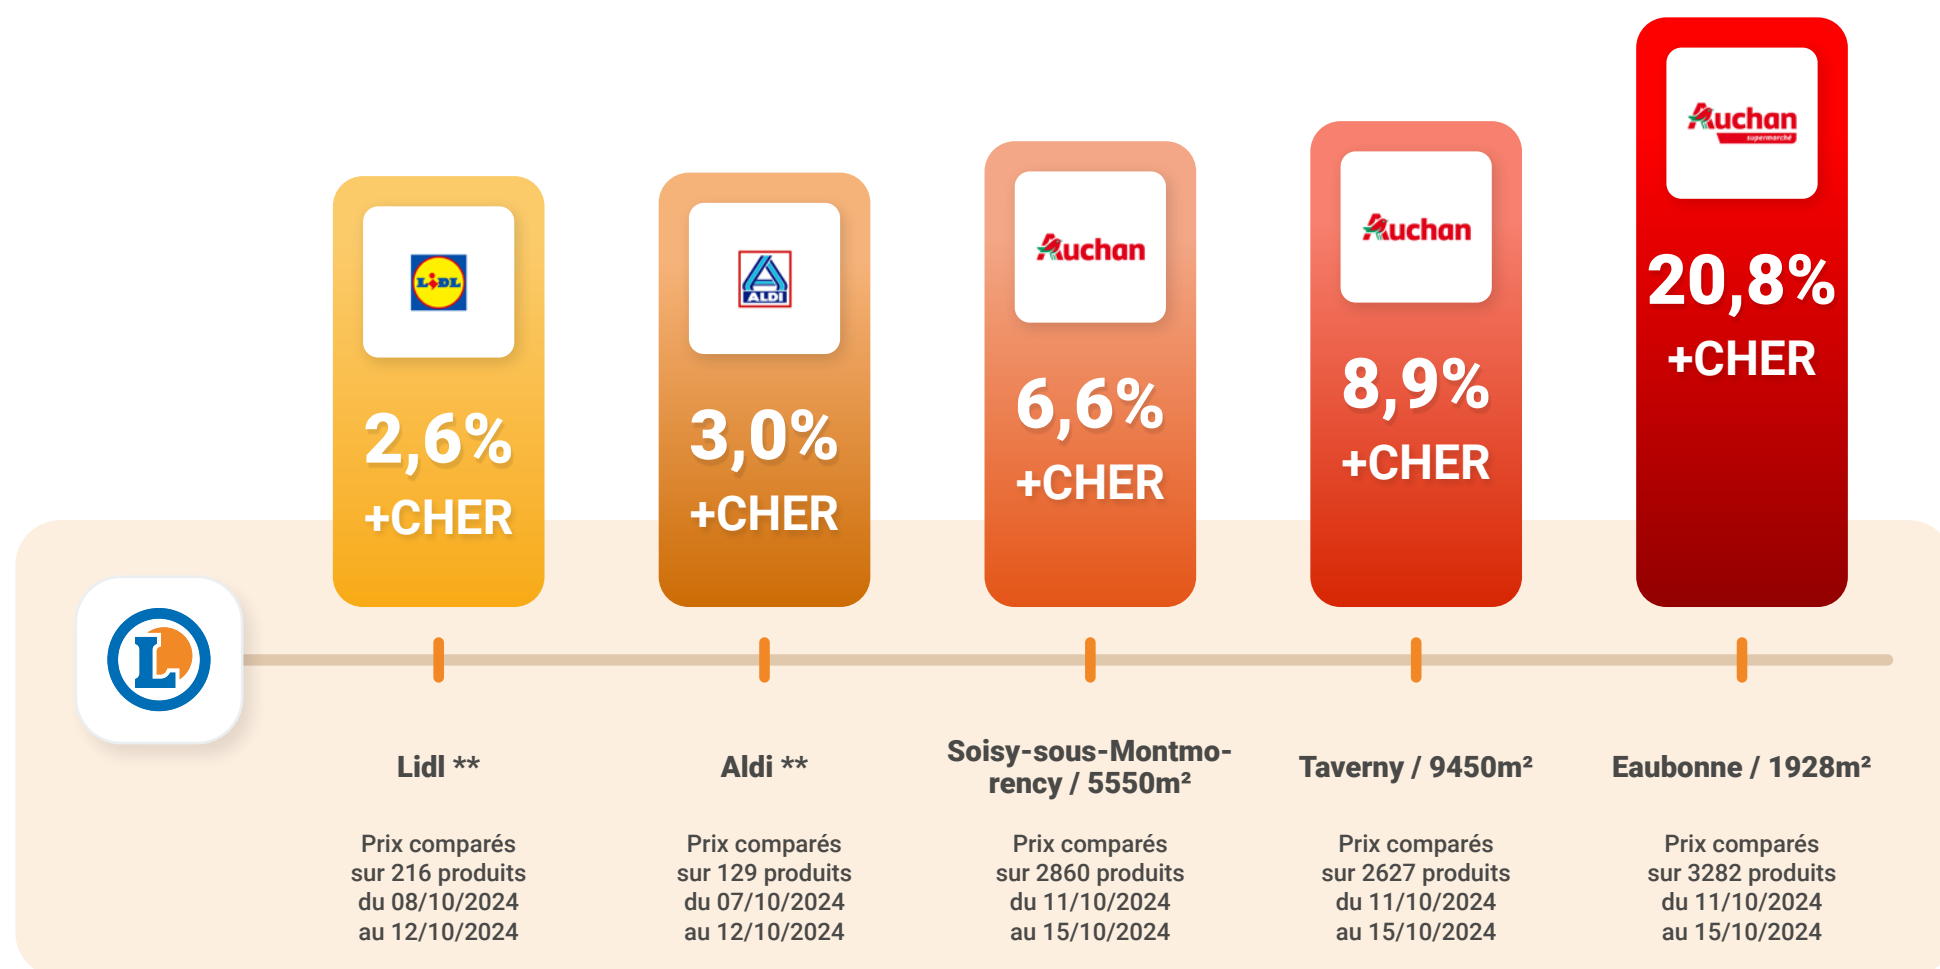 LIDL
2,6%
+CHER
ALDI
3,0%
+CHER
Auchan
6,6%
+CHER
Auchan
8,9%
+CHER
Auchan
supermarché
20,8%
+CHER
L
Lidl **
Prix comparés
sur 216 produits
du 08/10/2024
au 12/10/2024
Aldi **
Prix comparés
sur 129 produits
du 07/10/2024
au 12/10/2024
Soisy-sous-Montmo-
rency / 5550m²
Prix comparés
sur 2860 produits
du 11/10/2024
au 15/10/2024
Taverny / 9450m²
Prix comparés
sur 2627 produits
du 11/10/2024
au 15/10/2024
Eaubonne / 1928m²
Prix comparés
sur 3282 produits
du 11/10/2024
au 15/10/2024